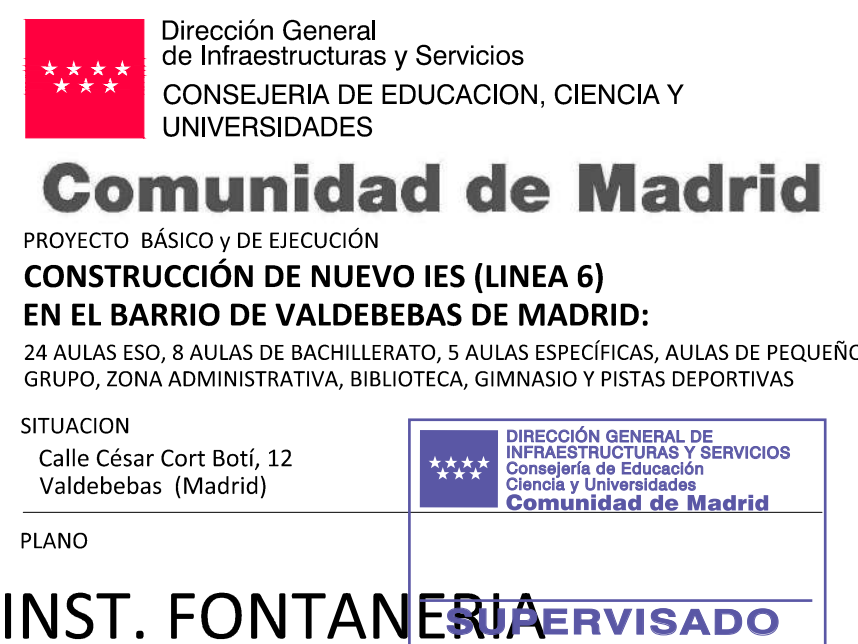 Dirección General
de Infraestructuras y Servicios
CONSEJERIA DE EDUCACION, CIENCIA Y
UNIVERSIDADES
Comunidad de Madrid
PROYECTO BÁSICO y DE EJECUCIÓN
CONSTRUCCIÓN DE NUEVO IES (LINEA 6)
EN EL BARRIO DE VALDEBEBAS DE MADRID:
24 AULAS ESO, 8 AULAS DE BACHILLERATO, 5 AULAS ESPECÍFICAS, AULAS DE PEQUEÑO
GRUPO, ZONA ADMINISTRATIVA, BIBLIOTECA, GIMNASIO Y PISTAS DEPORTIVAS
SITUACION
Calle César Cort Botí, 12
Valdebebas (Madrid)
DIRECCIÓN GENERAL DE
INFRAESTRUCTURAS Y SERVICIOS
Consejería de Educación
Ciencia y Universidades
Comunidad de Madrid
PLANO
INST. FONTANERIA
SUPERVISADO